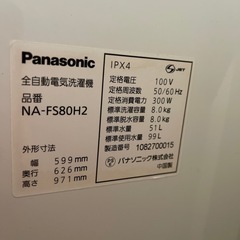 Panasonic
全自動電気洗濯機
品番
NA-FS80H2
外形寸法
幅 599mm
奥行 626mm
高さ 971mm
IPX4
JET
定格電圧 100V
定格周波数 50/60Hz
定格消費電力 300W
標準洗濯容量 8.0kg
標準脱水容量 8.0kg
標準水量 51L
標準使用水量 99L
製造番号 1082700015
パナソニック株式会社
中国製